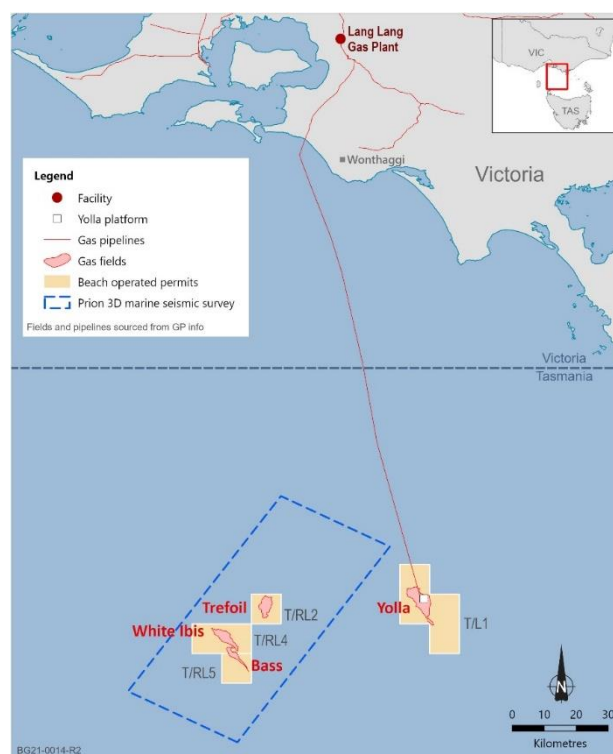 Lang Lang
Gas Plant
VIC
TAS
Wonthaggi
Victoria
Legend
Facility
Yolla platform
Gas pipelines
Gas fields
Beach operated permits
Prion 3D marine seismic survey
Fields and pipelines sourced from GP info
Victoria
Tasmania
Trefoil
T/RL2
Yolla
T/L1
White Ibis
T/RL4
T/RL5
Bass
N
0 10 20 30
Kilometres
BG21-0014-R2